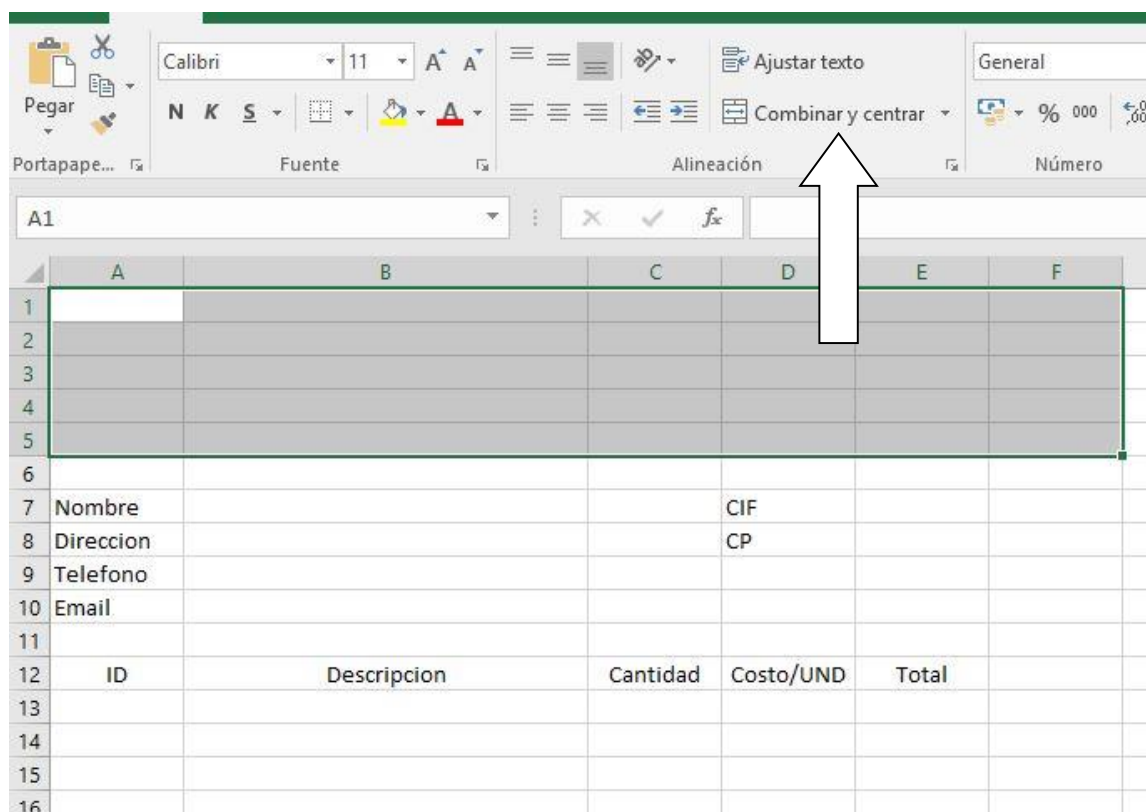 Calibri 11 A A Ajustar texto General
Pegar N K S A Combinar y centrar % 000
Portapape... Fuente Alineación Número
A1 fx
A B C D E F
1
2
3
4
5
6
7 Nombre CIF
8 Direccion CP
9 Telefono
10 Email
11
12 ID Descripcion Cantidad Costo/UND Total
13
14
15
16